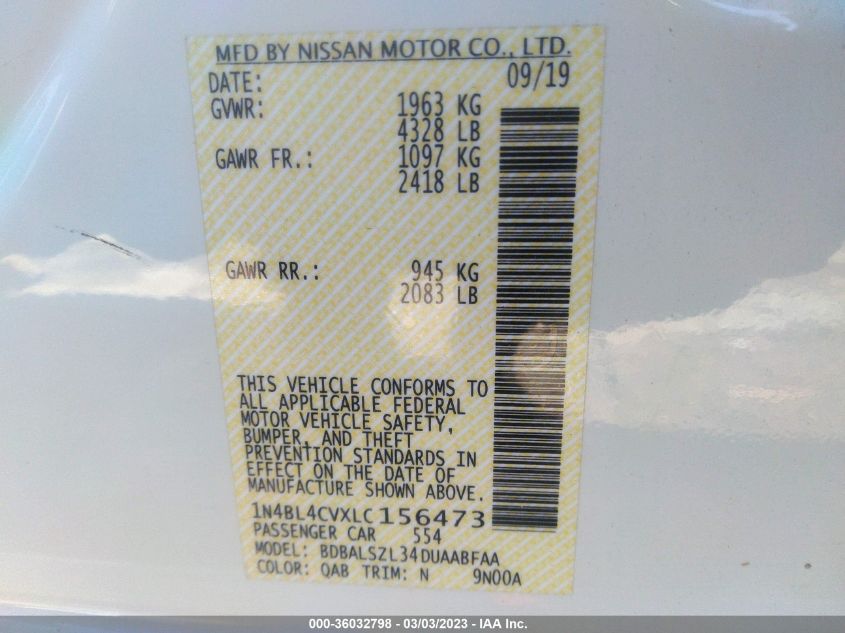 MFD BY NISSAN MOTOR CO., LTD.
DATE: 09/19
GVWR: 1963 KG
4328 LB
GAWR FR.: 1097 KG
2418 LB
GAWR RR.: 945 KG
2083 LB
THIS VEHICLE CONFORMS TO
ALL APPLICABLE FEDERAL
MOTOR VEHICLE SAFETY,
BUMPER, AND THEFT
PREVENTION STANDARDS IN
EFFECT ON THE DATE OF
MANUFACTURE SHOWN ABOVE.
1N4BL4CVXLC156473
PASSENGER CAR 554
MODEL: BDBALSZL34DUAABFAA
COLOR: QAB TRIM: N 9N00A
000-36032798 - 03/03/2023 - IAA Inc.